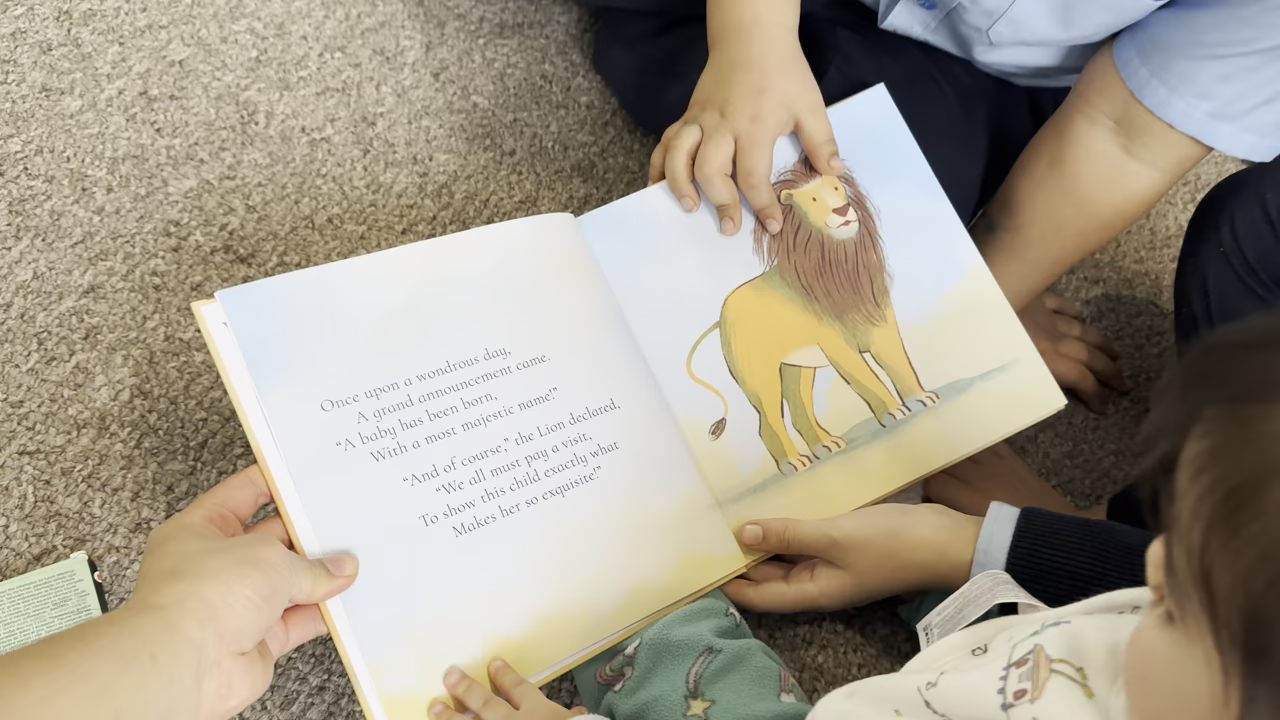 Once upon a wondrous day,
A grand announcement came.
“A baby has been born,
With a most majestic name!”
“And of course,” the Lion declared,
“We all must pay a visit,
To show this child exactly what
Makes her so exquisite!”